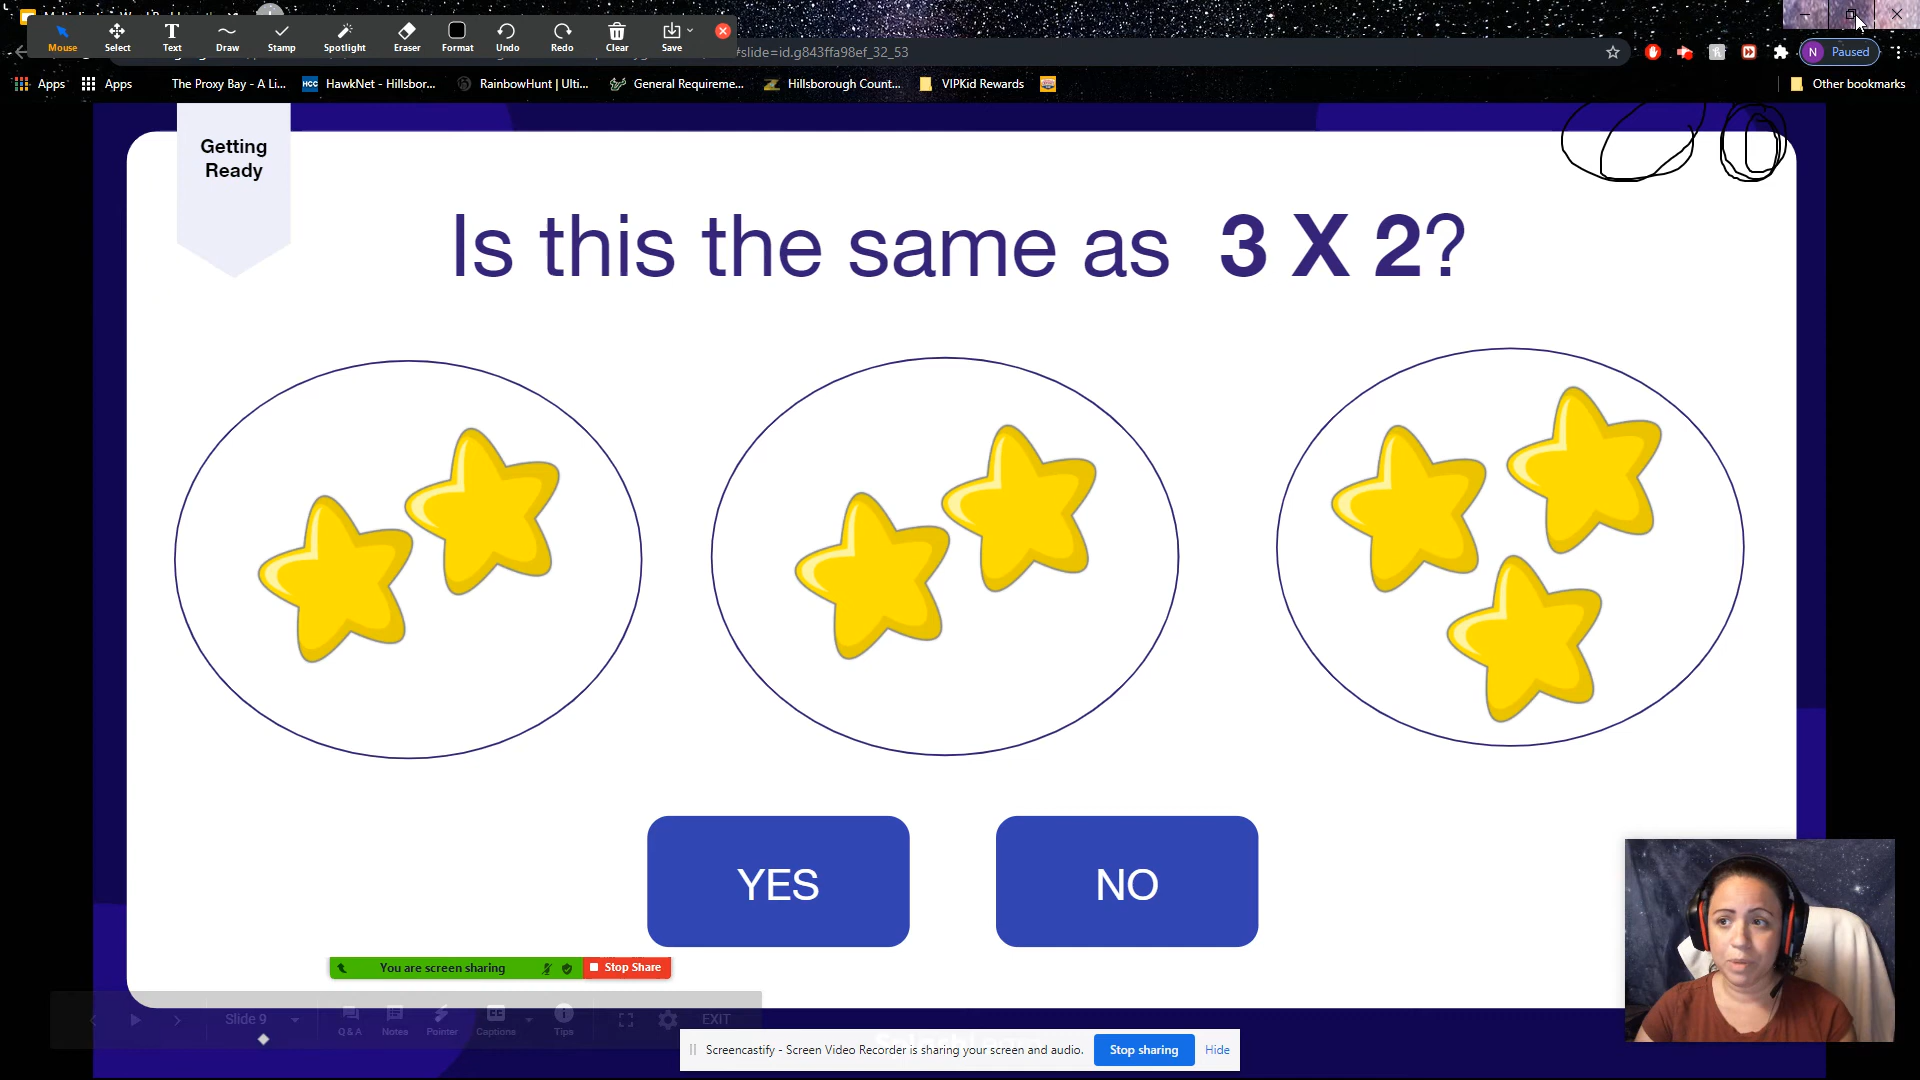 Mouse Select Text Draw Stamp Spotlight Eraser Format Undo Redo Clear Save
#slide=id.g843ffa98ef_32_53
N Paused
Apps Apps The Proxy Bay - A Li... HCC HawkNet - Hillsbor... RainbowHunt | Ulti... General Requireme... Hillsborough Count... VIPKid Rewards Other bookmarks
Getting
Ready
Is this the same as 3 X 2?
YES NO
You are screen sharing Stop Share
Slide 9 Q & A Notes Pointer Captions Tips EXIT
Screencastify - Screen Video Recorder is sharing your screen and audio. Stop sharing Hide